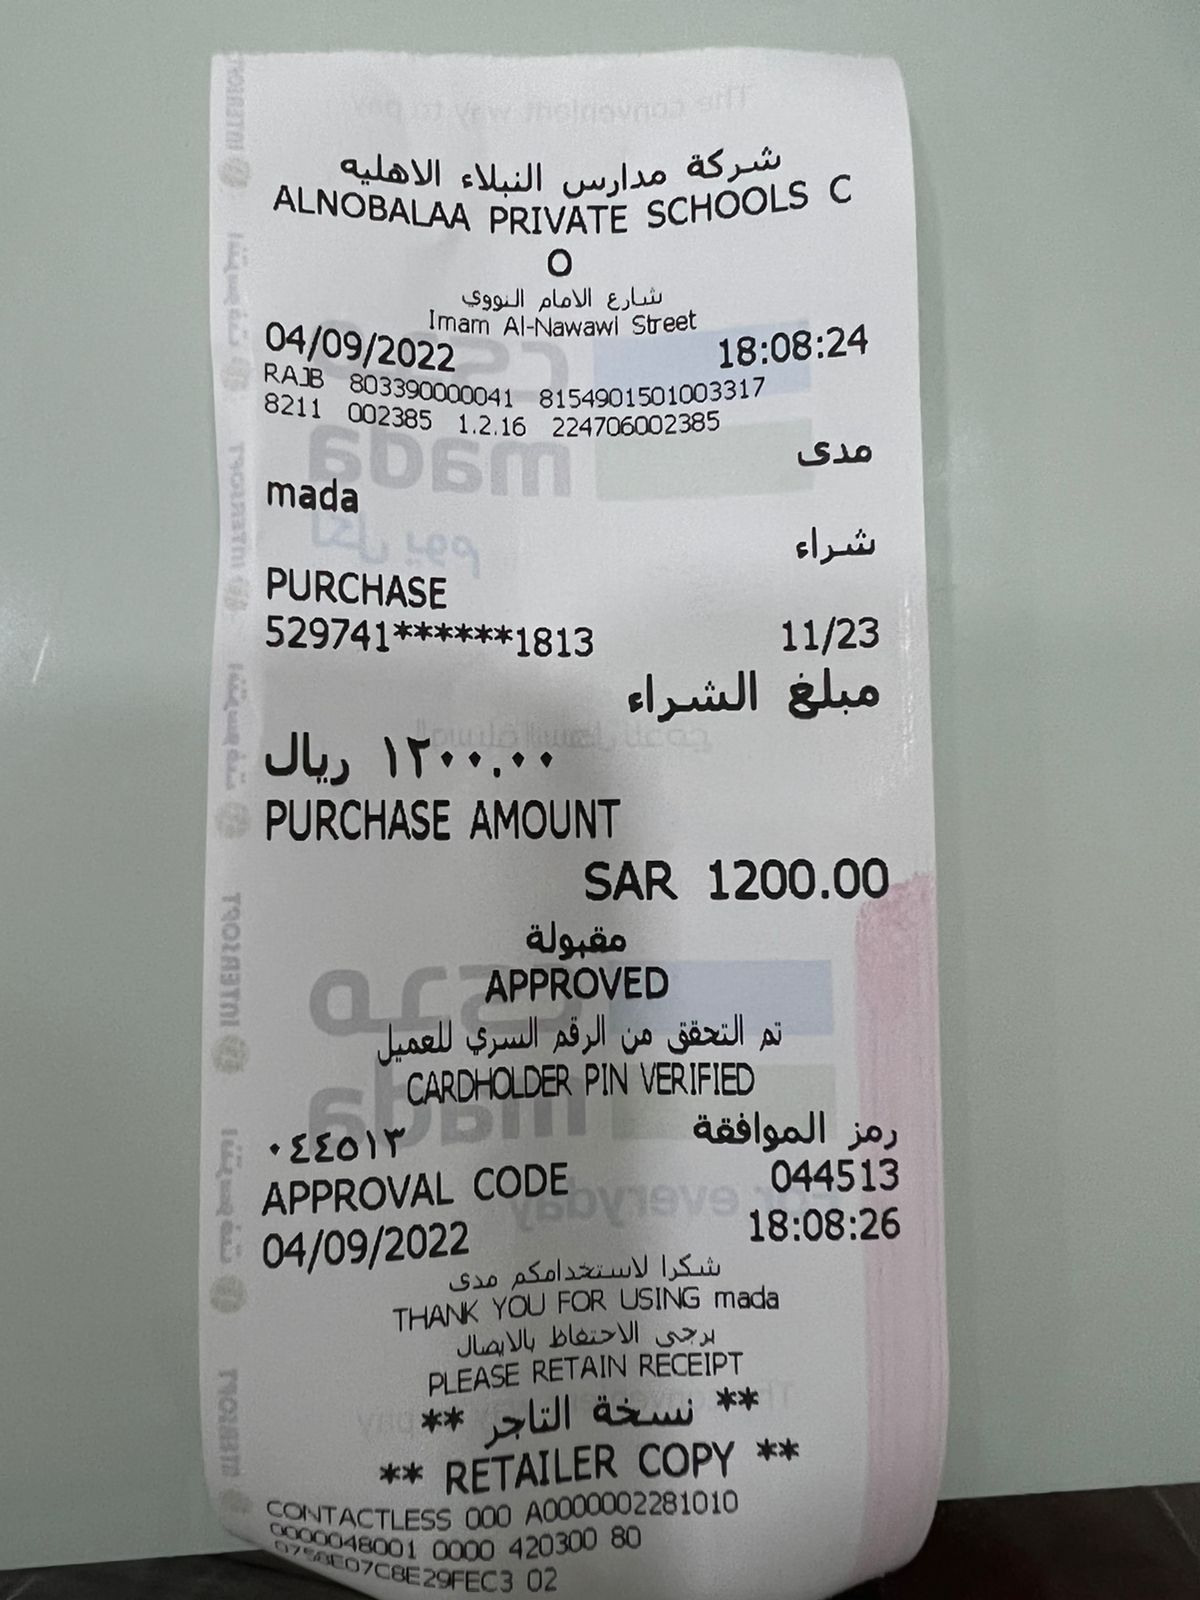 شركة مدارس النبلاء الاهليه
ALNOBALAA PRIVATE SCHOOLS C
O
شارع الامام النووي
Imam Al-Nawawi Street
04/09/2022 18:08:24
RAJB 803390000041 8154901501003317
8211 002385 1.2.16 224706002385
مدى
mada
شراء
PURCHASE
529741******1813 11/23
مبلغ الشراء
١٢٠٠.٠٠ ريال
PURCHASE AMOUNT
SAR 1200.00
مقبولة
APPROVED
تم التحقق من الرقم السري للعميل
CARDHOLDER PIN VERIFIED
رمز الموافقة ٠٤٤٥١٣
APPROVAL CODE 044513
04/09/2022 18:08:26
شكرا لاستخدامكم مدى
THANK YOU FOR USING mada
يرجى الاحتفاظ بالايصال
PLEASE RETAIN RECEIPT
** نسخة التاجر **
** RETAILER COPY **
CONTACTLESS 000 A0000002281010
0000048001 0000 420300 80
0758E07C8E29FEC3 02